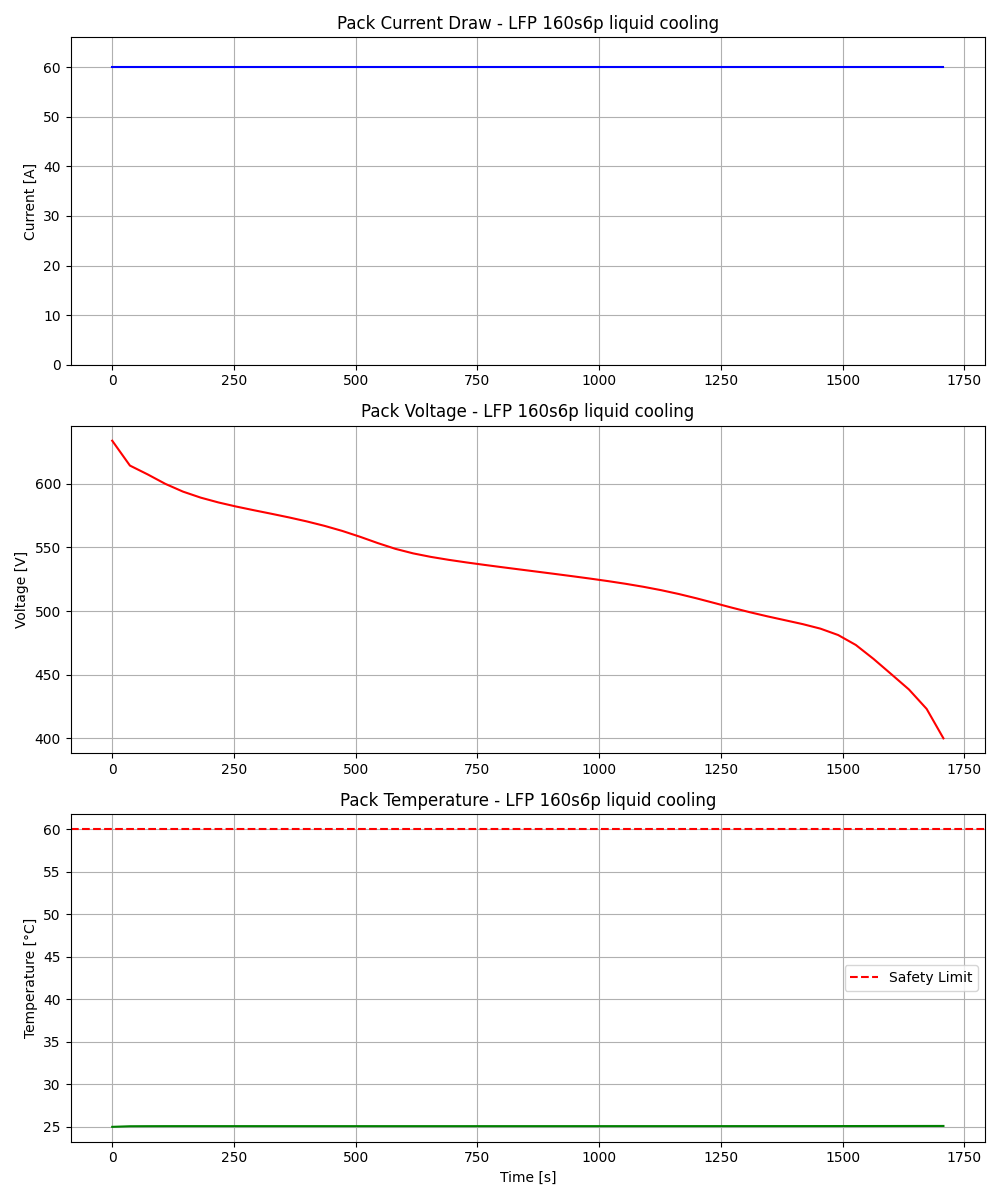 Pack Current Draw - LFP 160s6p liquid cooling
60
50
40
30
20
10
0
Current [A]
0 250 500 750 1000 1250 1500 1750
Pack Voltage - LFP 160s6p liquid cooling
600
550
500
450
400
Voltage [V]
0 250 500 750 1000 1250 1500 1750
Pack Temperature - LFP 160s6p liquid cooling
60
55
50
45
40
35
30
25
Temperature [°C]
Safety Limit
0 250 500 750 1000 1250 1500 1750
Time [s]